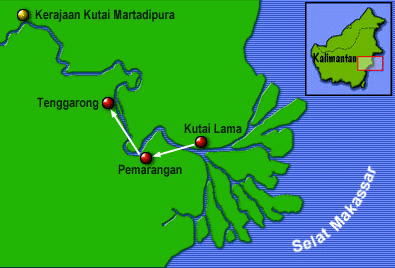 Kerajaan Kutai Martadipura
Kalimantan
Tenggarong
Kutai Lama
Pemarangan
Selat Makassar